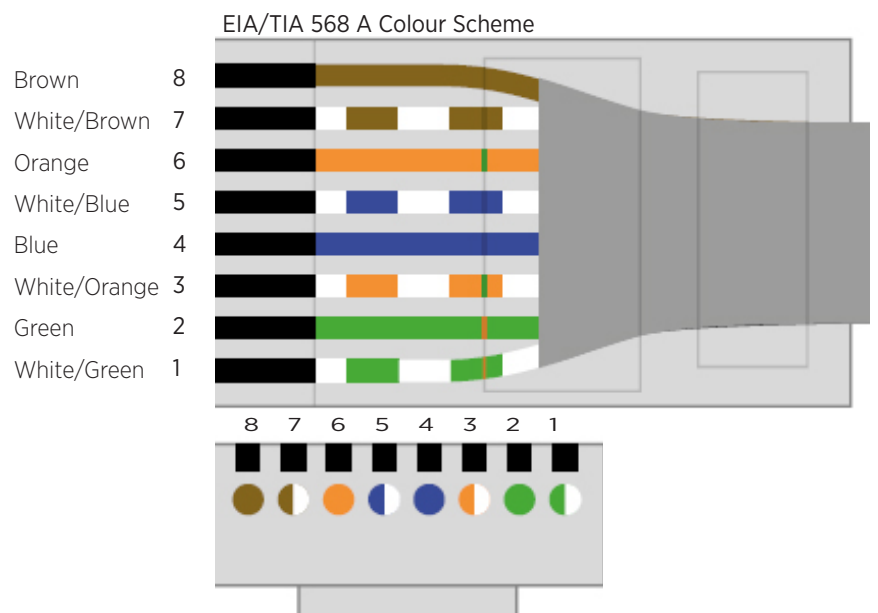 EIA/TIA 568 A Colour Scheme
Brown 8
White/Brown 7
Orange 6
White/Blue 5
Blue 4
White/Orange 3
Green 2
White/Green 1
8 7 6 5 4 3 2 1